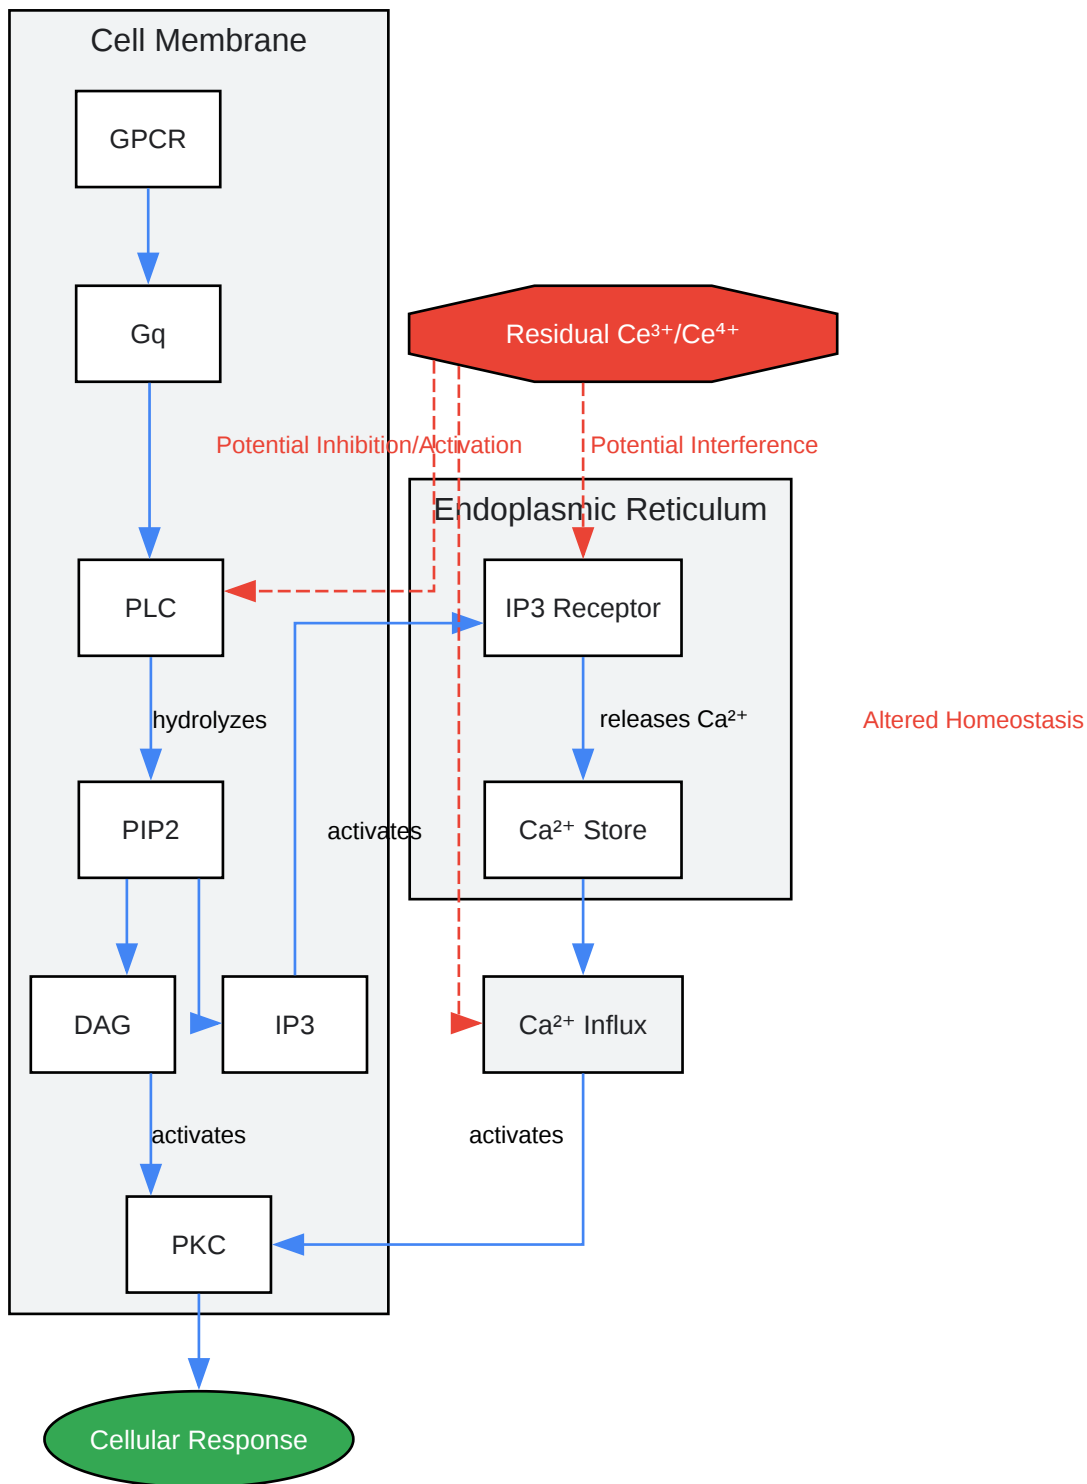 Cell Membrane
GPCR
Gq
Residual Ce³⁺/Ce⁴⁺
Potential Inhibition/Activation
Potential Interference
Endoplasmic Reticulum
PLC
IP3 Receptor
hydrolyzes
releases Ca²⁺
Altered Homeostasis
PIP2
activates
Ca²⁺ Store
DAG
IP3
Ca²⁺ Influx
activates
activates
PKC
Cellular Response